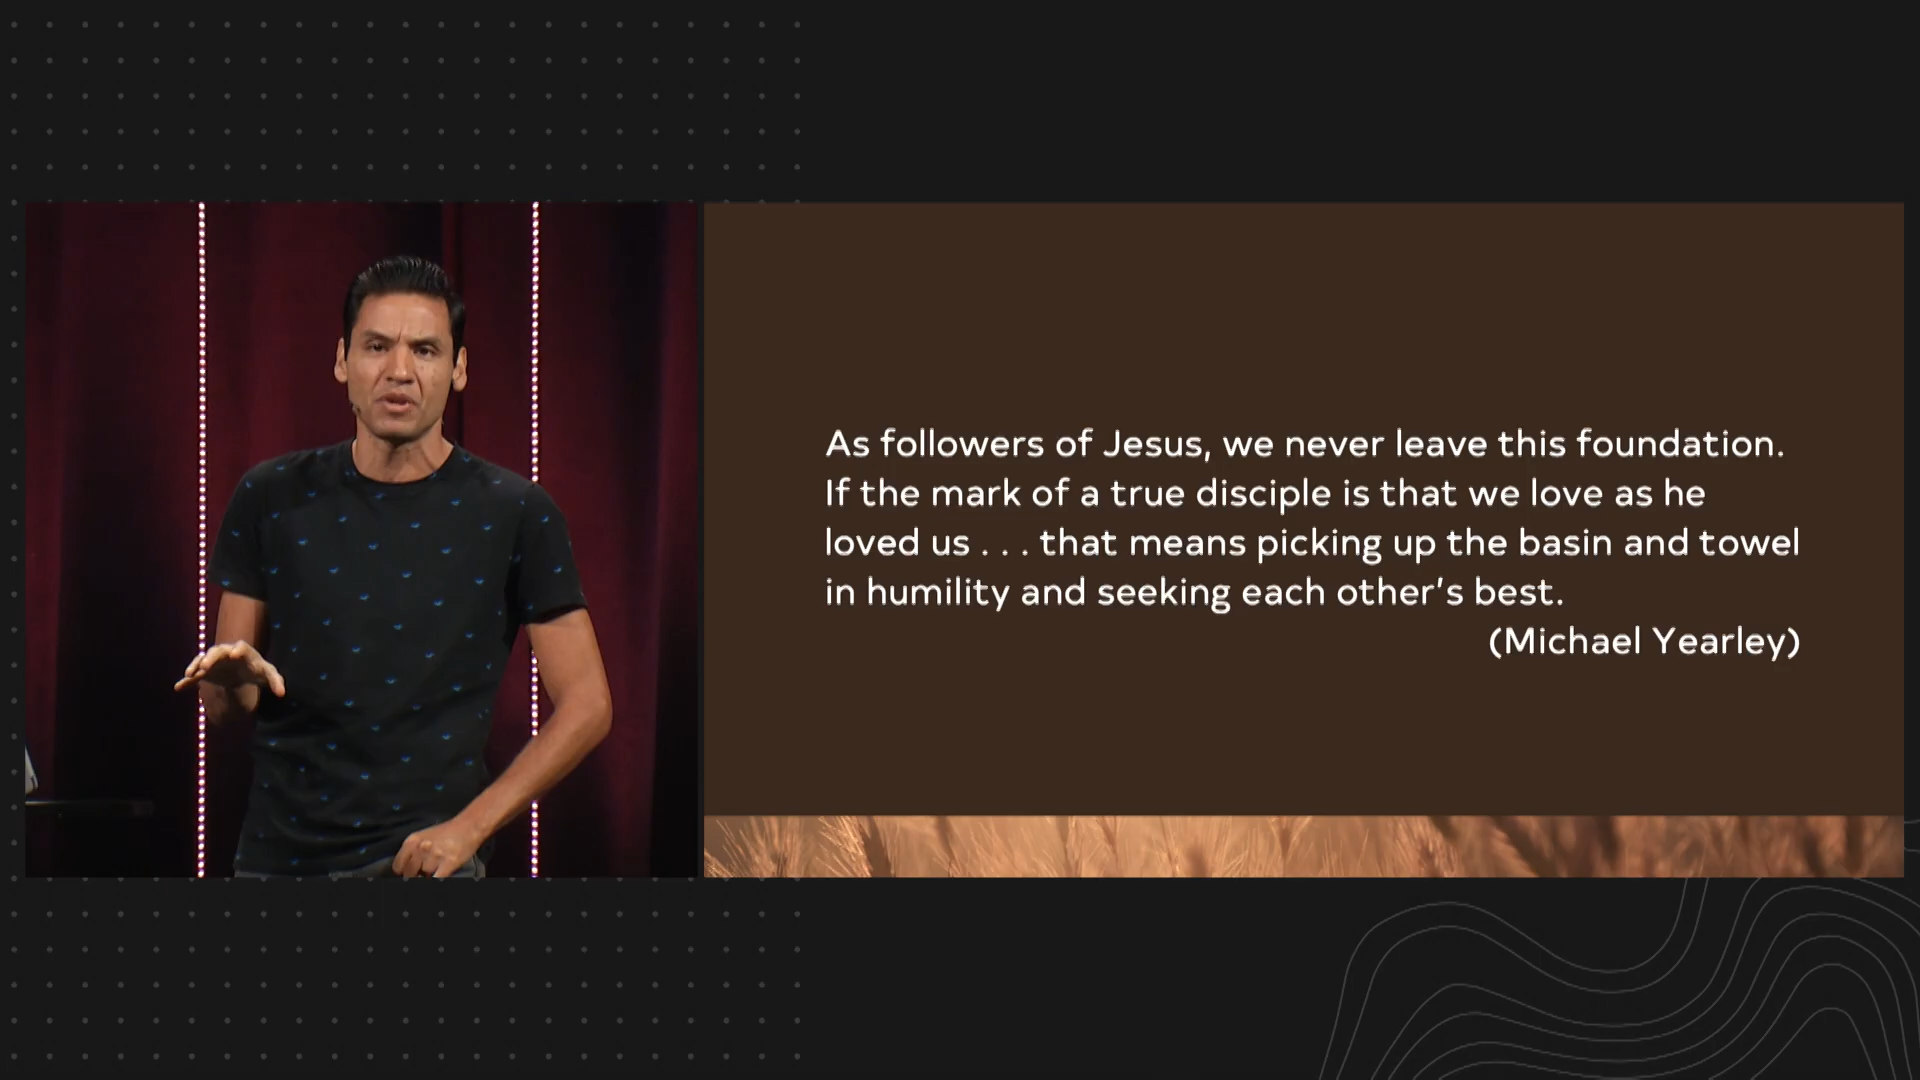 As followers of Jesus, we never leave this foundation.
If the mark of a true disciple is that we love as he
loved us . . . that means picking up the basin and towel
in humility and seeking each other’s best.
(Michael Yearley)